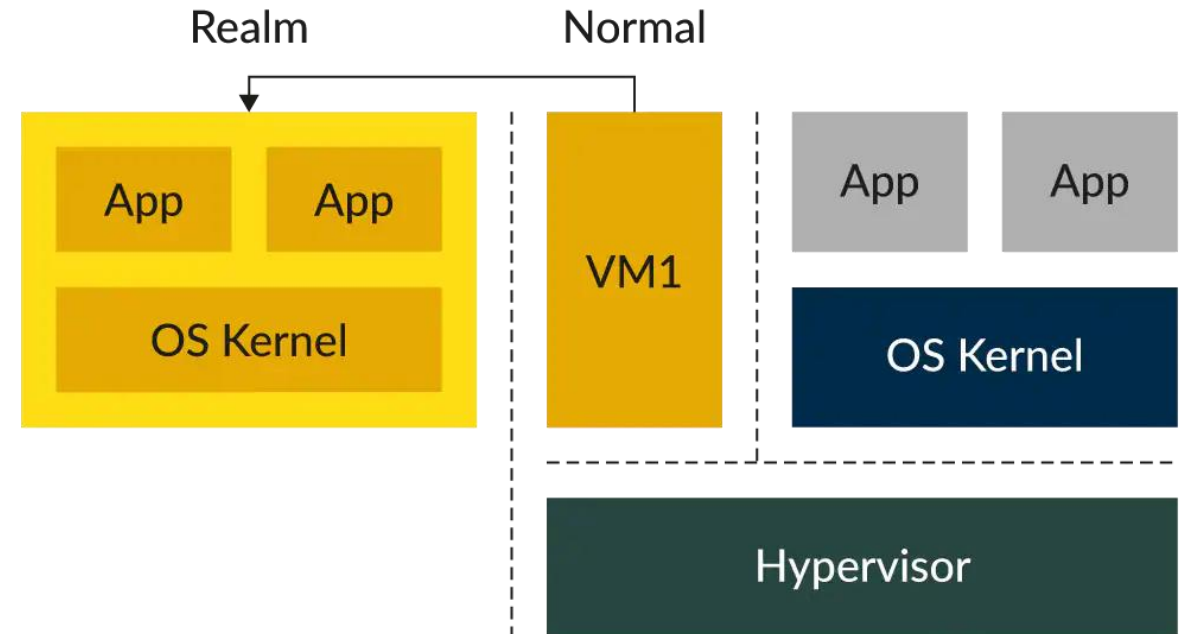 Realm
Normal
App
App
OS Kernel
VM1
App
App
OS Kernel
Hypervisor